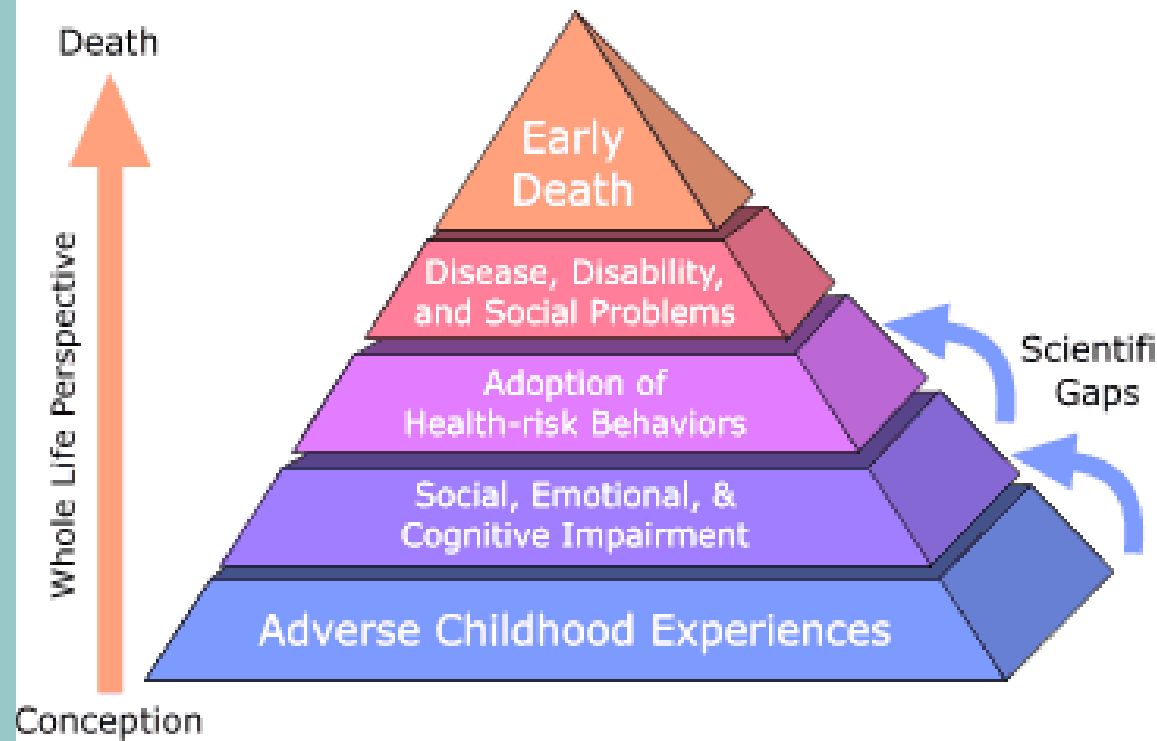 Death
Whole Life Perspective
Conception
Early
Death
Disease, Disability,
and Social Problems
Adoption of
Health-risk Behaviors
Social, Emotional, &
Cognitive Impairment
Adverse Childhood Experiences
Scientifi
Gaps